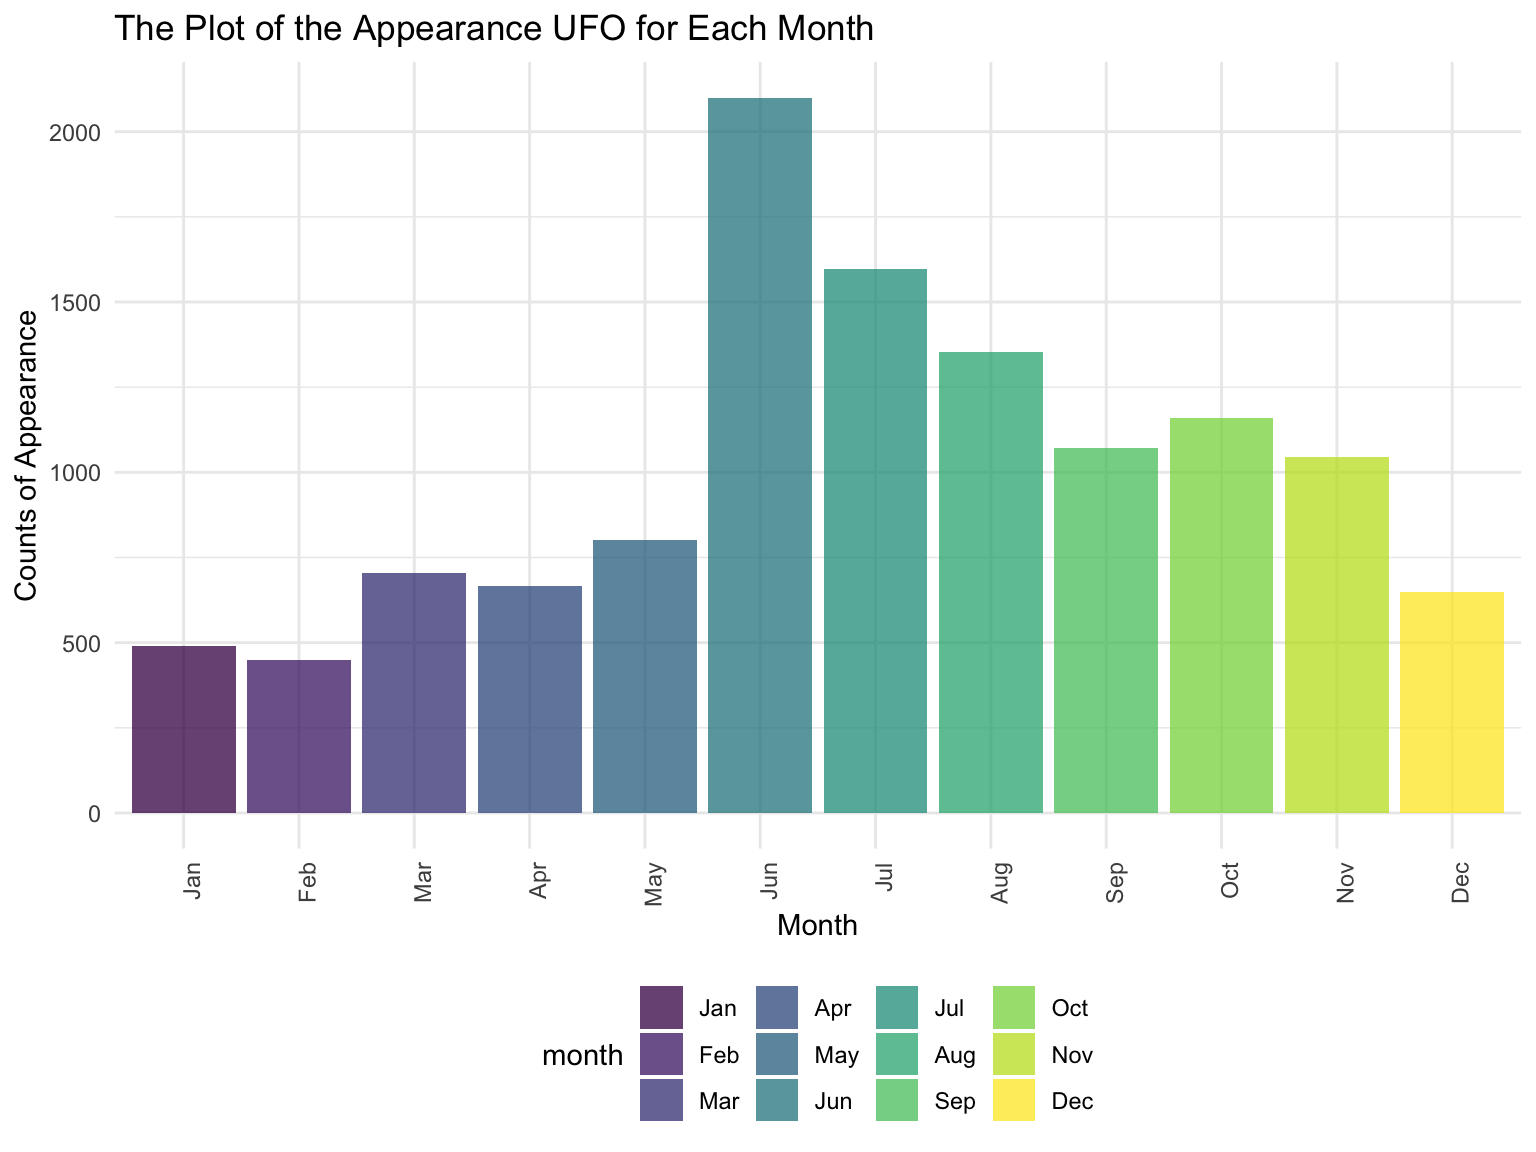 The Plot of the Appearance UFO for Each Month
Counts of Appearance
2000
1500
1000
500
0
Jan Feb Mar Apr May Jun Jul Aug Sep Oct Nov Dec
Month
month
Jan Apr Jul Oct
Feb May Aug Nov
Mar Jun Sep Dec